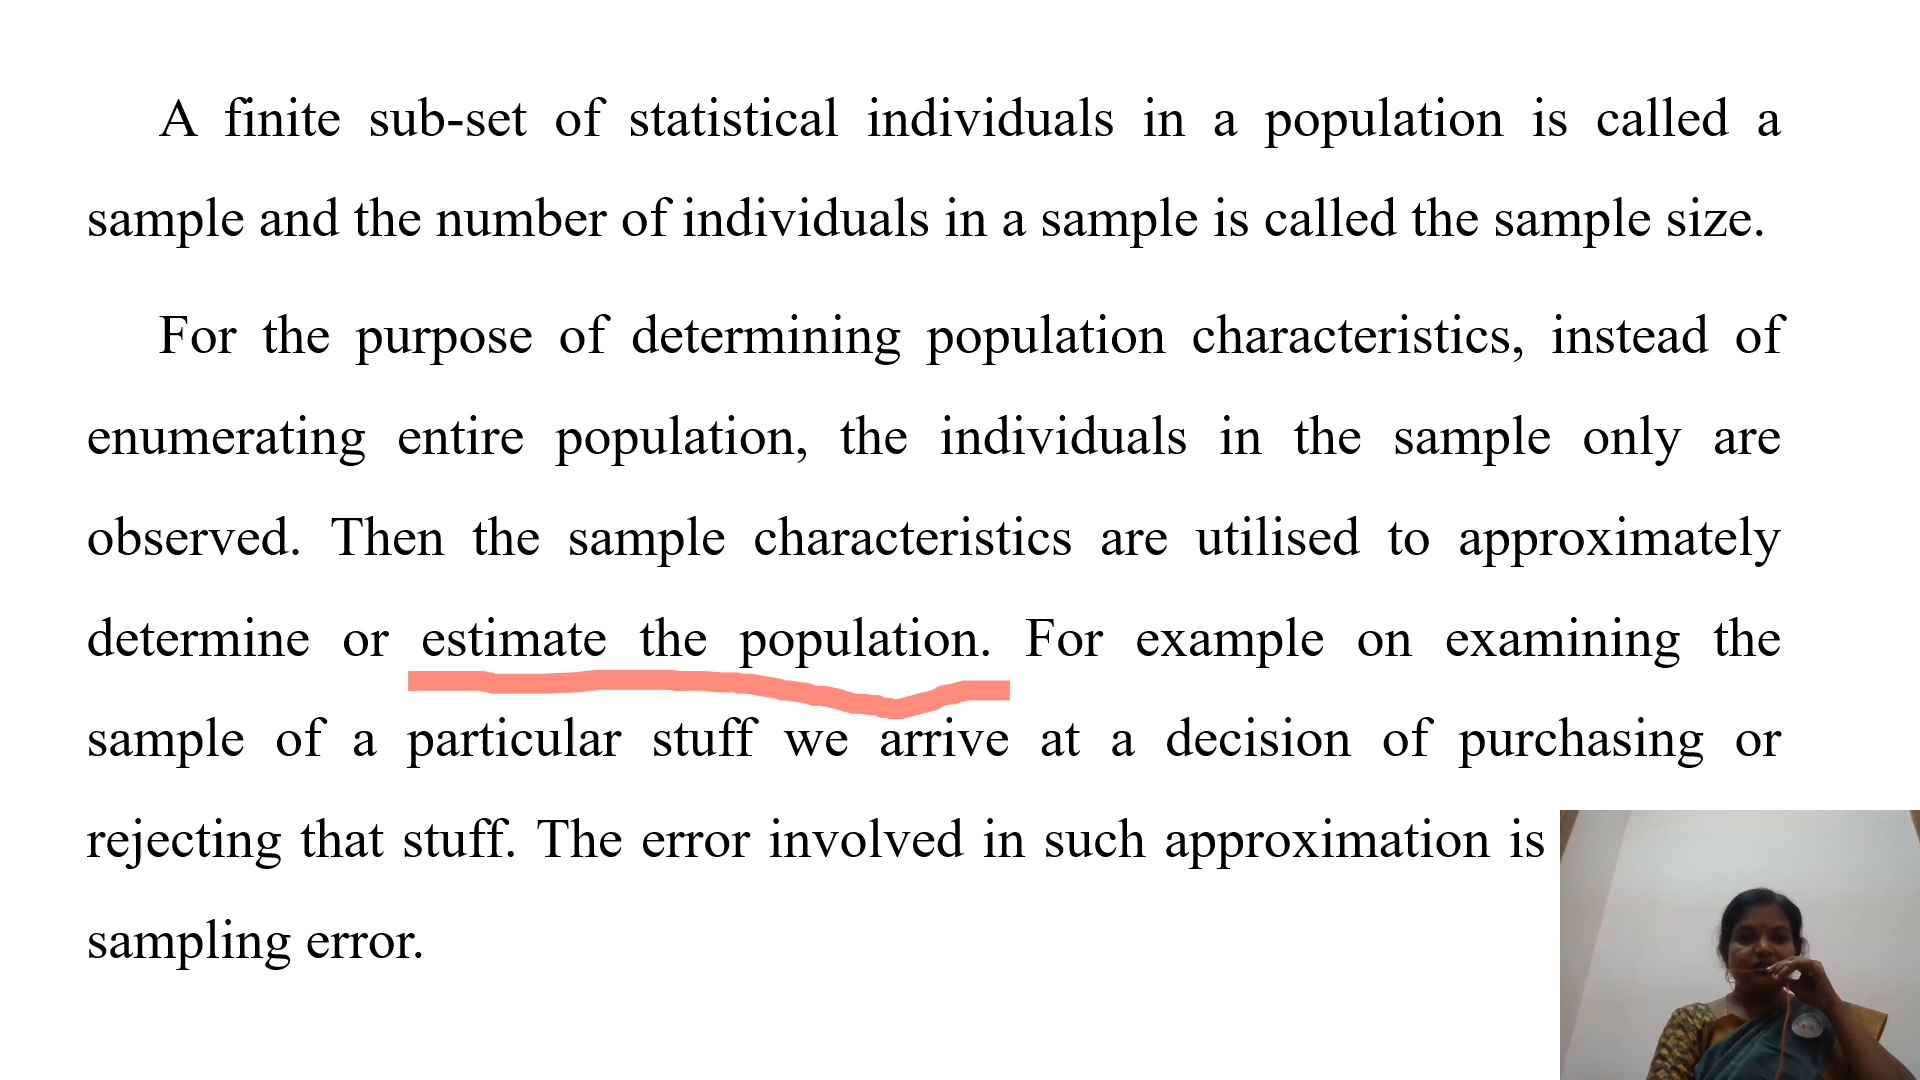 A finite sub-set of statistical individuals in a population is called a
sample and the number of individuals in a sample is called the sample size.
For the purpose of determining population characteristics, instead of
enumerating entire population, the individuals in the sample only are
observed. Then the sample characteristics are utilised to approximately
determine or estimate the population. For example on examining the
sample of a particular stuff we arrive at a decision of purchasing or
rejecting that stuff. The error involved in such approximation is
sampling error.